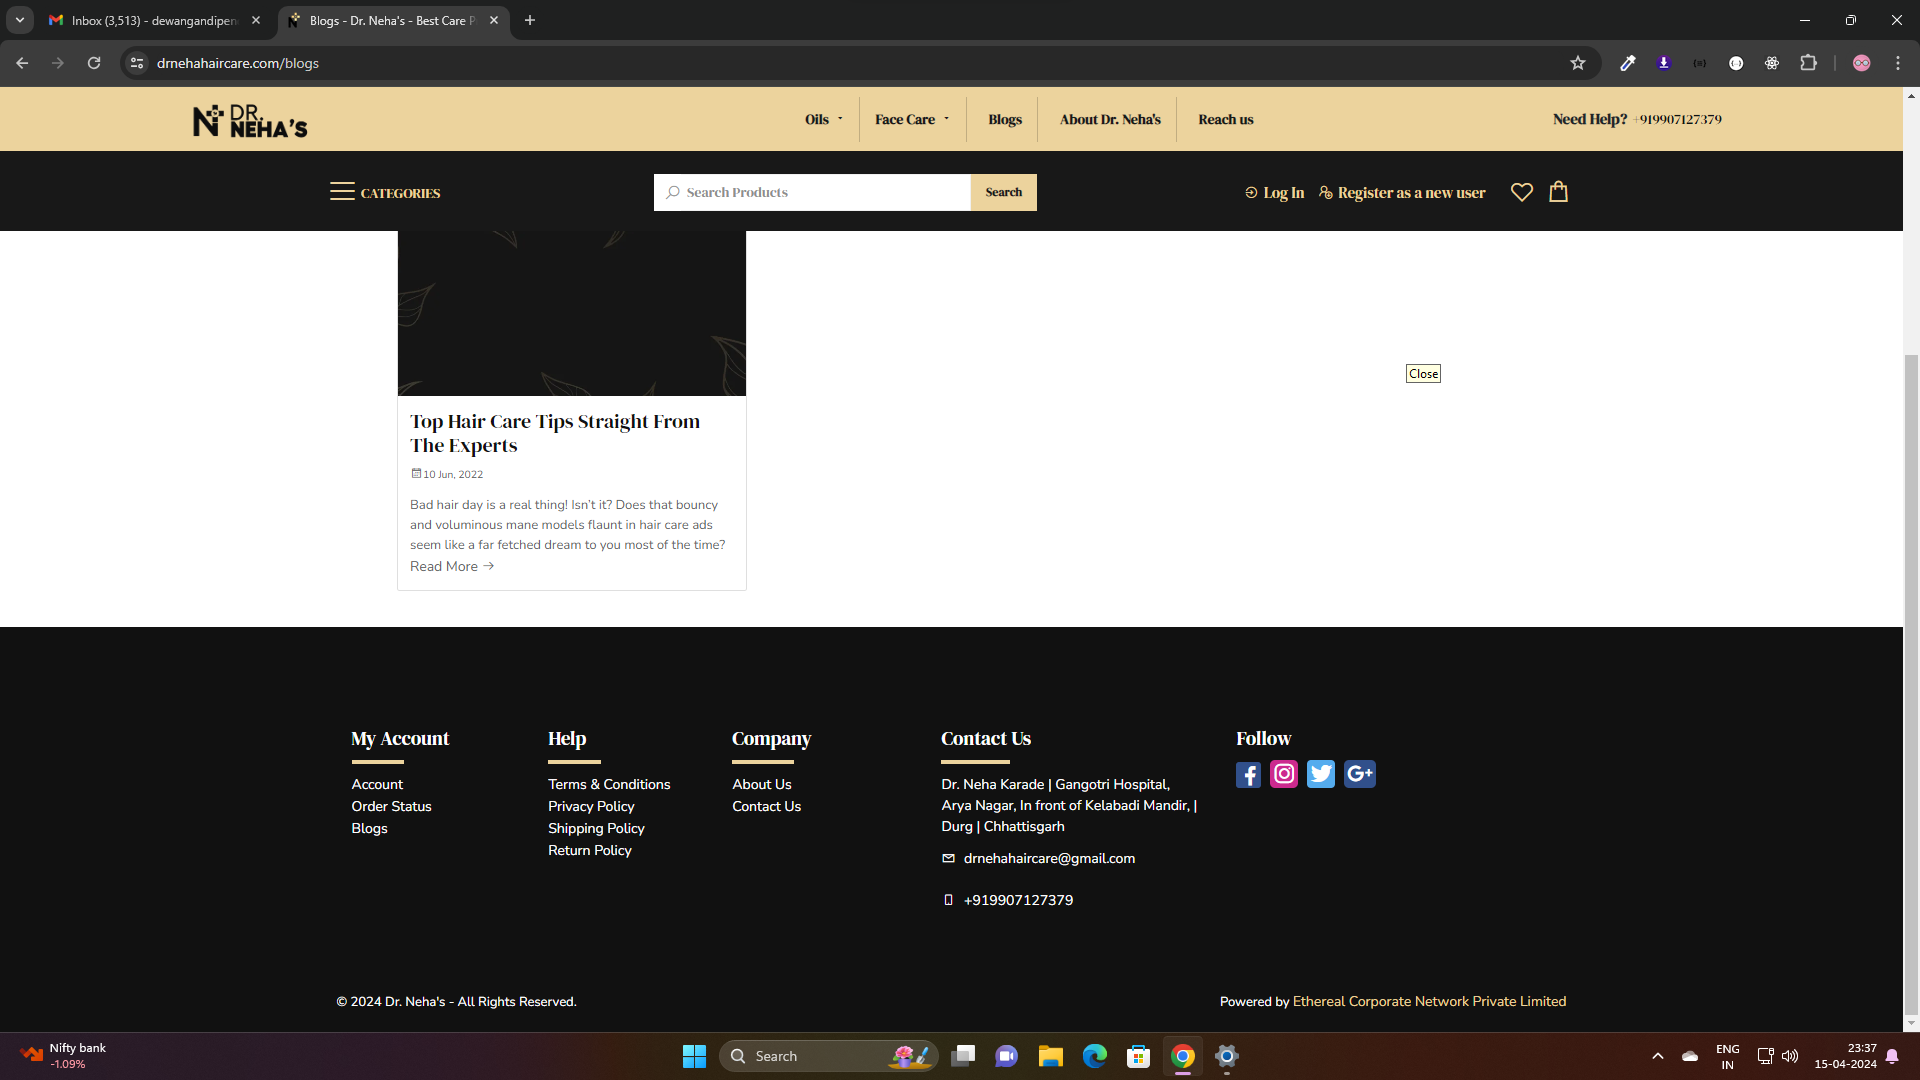 Inbox (3,513) - dewangandipen
Blogs - Dr. Neha's - Best Care P
drnehahaircare.com/blogs
DR.
NEHA'S
Oils
Face Care
Blogs
About Dr. Neha's
Reach us
Need Help? +919907127379
CATEGORIES
Search Products
Search
Log In
Register as a new user
Close
Top Hair Care Tips Straight From
The Experts
10 Jun, 2022
Bad hair day is a real thing! Isn't it? Does that bouncy
and voluminous mane models flaunt in hair care ads
seem like a far fetched dream to you most of the time?
Read More →
My Account
Account
Order Status
Blogs
Help
Terms & Conditions
Privacy Policy
Shipping Policy
Return Policy
Company
About Us
Contact Us
Contact Us
Dr. Neha Karade | Gangotri Hospital,
Arya Nagar, In front of Kelabadi Mandir, |
Durg | Chhattisgarh
drnehahaircare@gmail.com
+919907127379
Follow
© 2024 Dr. Neha's - All Rights Reserved.
Powered by Ethereal Corporate Network Private Limited
Nifty bank
-1.09%
Search
ENG
IN
23:37
15-04-2024